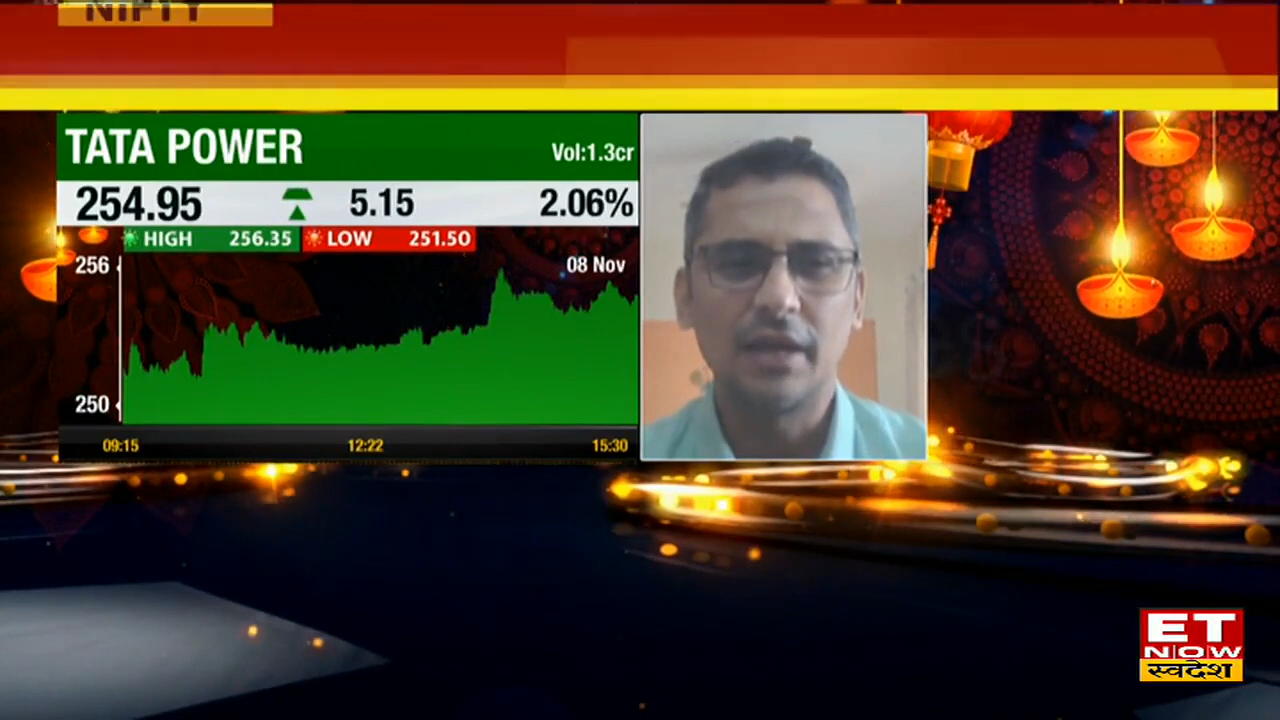 NIFTY
TATA POWER
Vol:1.3cr
254.95 5.15 2.06%
HIGH 256.35 LOW 251.50
256
08 Nov
250
09:15 12:22 15:30
ET
NOW
स्वदेश